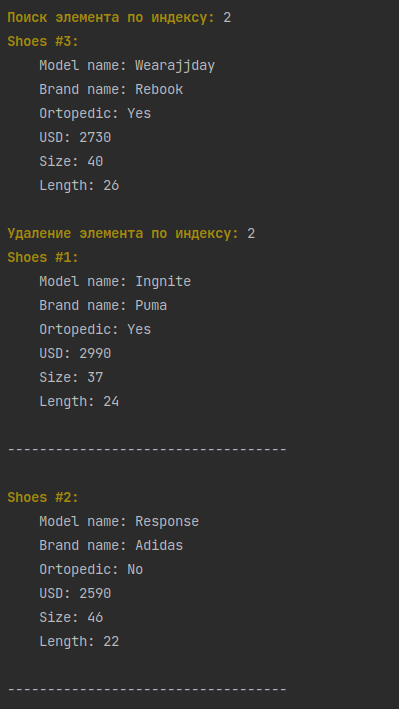 Поиск элемента по индексу: 2
Shoes #3:
Model name: Wearajjday
Brand name: Rebook
Ortopedic: Yes
USD: 2730
Size: 40
Length: 26
Удаление элемента по индексу: 2
Shoes #1:
Model name: Ingnite
Brand name: Puma
Ortopedic: Yes
USD: 2990
Size: 37
Length: 24
-----------------------------------
Shoes #2:
Model name: Response
Brand name: Adidas
Ortopedic: No
USD: 2590
Size: 46
Length: 22
-----------------------------------